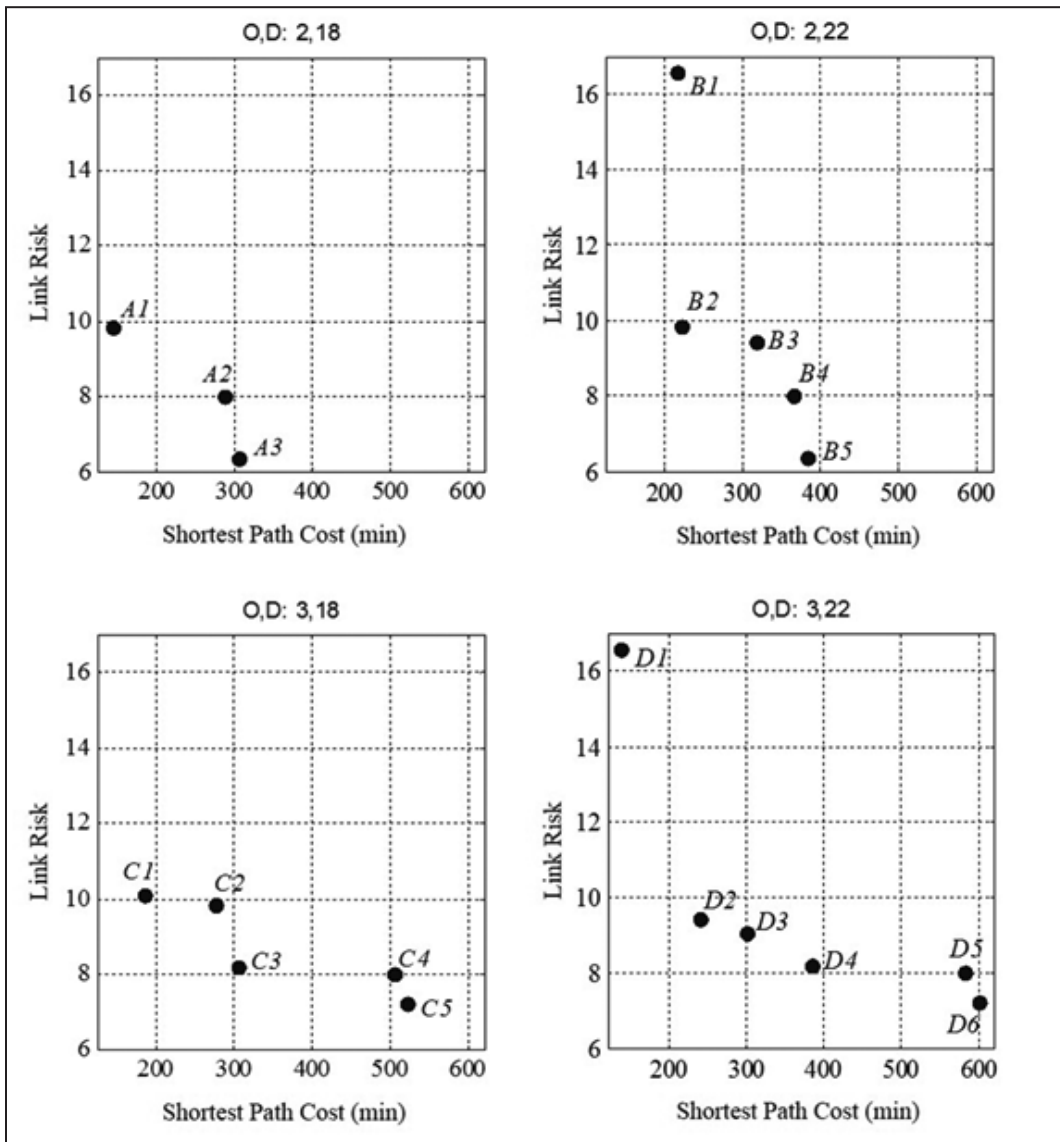 O,D: 2,18
16
14
12
10
8
6
Link Risk
A1
A2
A3
200 300 400 500 600
Shortest Path Cost (min)
O,D: 2,22
16
14
12
10
8
6
Link Risk
B1
B2
B3
B4
B5
200 300 400 500 600
Shortest Path Cost (min)
O,D: 3,18
16
14
12
10
8
6
Link Risk
C1
C2
C3
C4
C5
200 300 400 500 600
Shortest Path Cost (min)
O,D: 3,22
16
14
12
10
8
6
Link Risk
D1
D2
D3
D4
D5
D6
200 300 400 500 600
Shortest Path Cost (min)